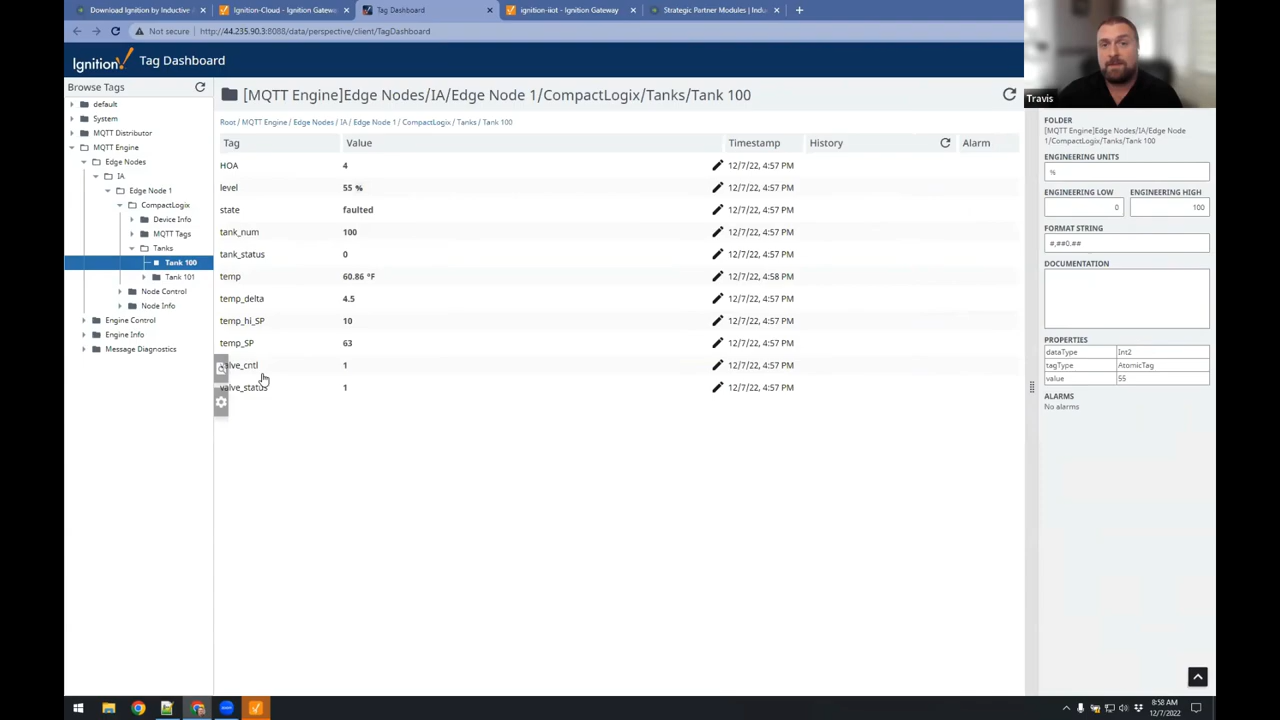 Download Ignition by Inductive
Ignition-Cloud - Ignition Gatew
Tag Dashboard
ignition-iiot - Ignition Gateway
Strategic Partner Modules | Indu
Not secure
http://44.235.90.3:8088/data/perspective/client/TagDashboard
Ignition Tag Dashboard
Travis
Browse Tags
default
System
MQTT Distributor
MQTT Engine
Edge Nodes
IA
Edge Node 1
CompactLogix
Device Info
MQTT Tags
Tanks
Tank 100
Tank 101
Node Control
Node Info
Engine Control
Engine Info
Message Diagnostics
[MQTT Engine]Edge Nodes/IA/Edge Node 1/CompactLogix/Tanks/Tank 100
Root / MQTT Engine / Edge Nodes / IA / Edge Node 1 / CompactLogix / Tanks / Tank 100
Tag Value Timestamp History Alarm
HOA 4 12/7/22, 4:57 PM
level 55 % 12/7/22, 4:57 PM
state faulted 12/7/22, 4:57 PM
tank_num 100 12/7/22, 4:57 PM
tank_status 0 12/7/22, 4:57 PM
temp 60.86 °F 12/7/22, 4:58 PM
temp_delta 4.5 12/7/22, 4:57 PM
temp_hi_SP 10 12/7/22, 4:57 PM
temp_SP 63 12/7/22, 4:57 PM
valve_cntl 1 12/7/22, 4:57 PM
valve_status 1 12/7/22, 4:57 PM
FOLDER
[MQTT Engine]Edge Nodes/IA/Edge Node
1/CompactLogix/Tanks/Tank 100
ENGINEERING UNITS
%
ENGINEERING LOW ENGINEERING HIGH
0 100
FORMAT STRING
#,##0.##
DOCUMENTATION
PROPERTIES
dataType Int2
tagType AtomicTag
value 55
ALARMS
No alarms
8:58 AM
12/7/2022